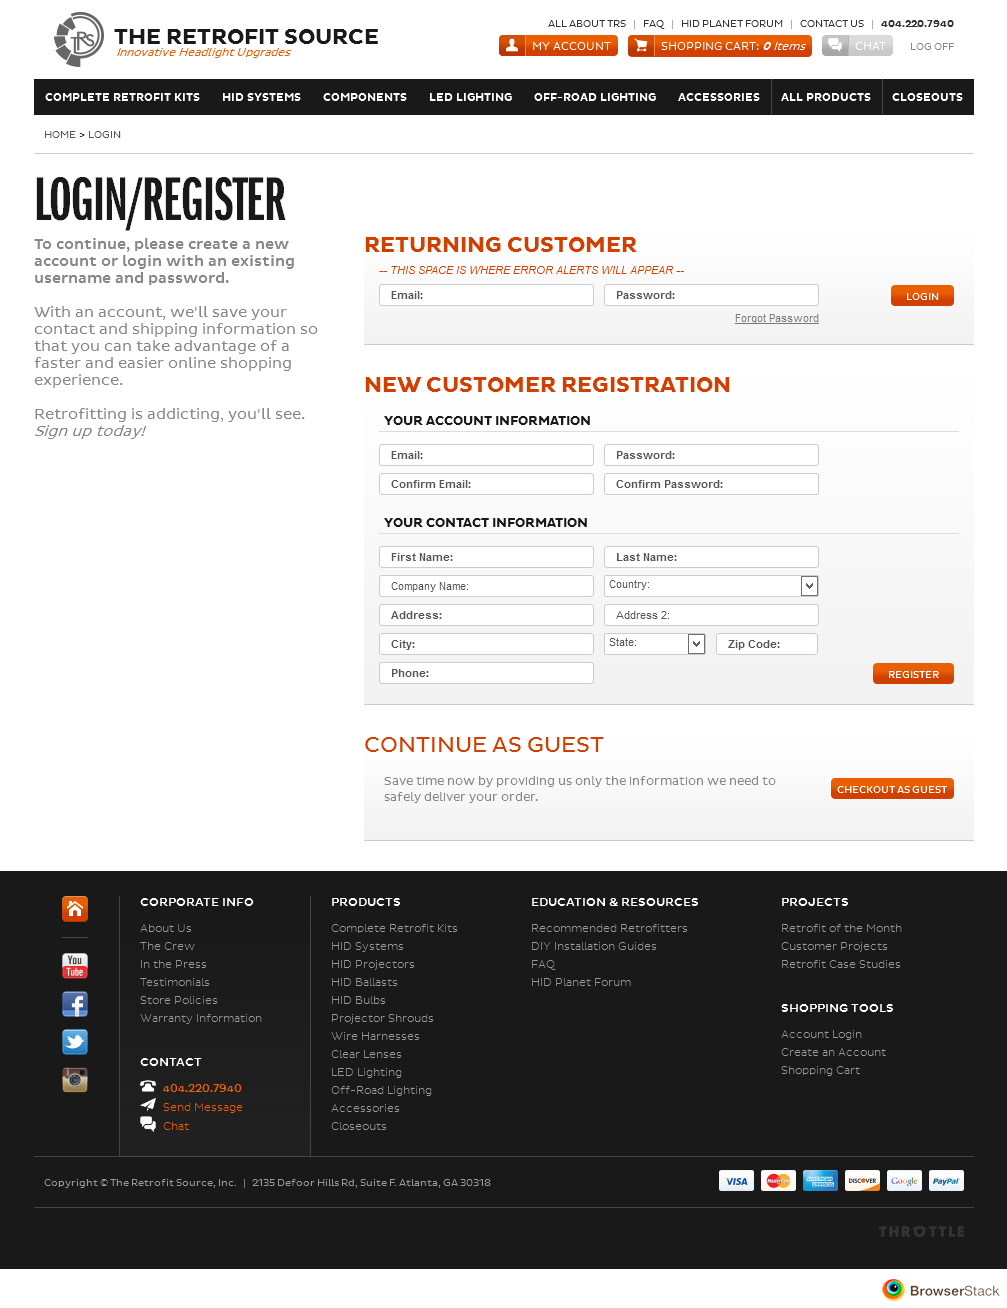 ALL ABOUT TRS | FAQ | HID PLANET FORUM | CONTACT US | 404.220.7940
TRS
THE RETROFIT SOURCE
Innovative Headlight Upgrades
MY ACCOUNT SHOPPING CART: 0 Items CHAT LOG OFF
COMPLETE RETROFIT KITS HID SYSTEMS COMPONENTS LED LIGHTING OFF-ROAD LIGHTING ACCESSORIES ALL PRODUCTS CLOSEOUTS
HOME > LOGIN
LOGIN/REGISTER
To continue, please create a new
account or login with an existing
username and password.
With an account, we'll save your
contact and shipping information so
that you can take advantage of a
faster and easier online shopping
experience.
Retrofitting is addicting, you'll see.
Sign up today!
RETURNING CUSTOMER
-- THIS SPACE IS WHERE ERROR ALERTS WILL APPEAR --
Email: Password: LOGIN
Forgot Password
NEW CUSTOMER REGISTRATION
YOUR ACCOUNT INFORMATION
Email: Password:
Confirm Email: Confirm Password:
YOUR CONTACT INFORMATION
First Name: Last Name:
Company Name: Country:
Address: Address 2:
City: State: Zip Code:
Phone: REGISTER
CONTINUE AS GUEST
Save time now by providing us only the information we need to
safely deliver your order.
CHECKOUT AS GUEST
You
Tube
CORPORATE INFO
About Us
The Crew
In the Press
Testimonials
Store Policies
Warranty Information
CONTACT
404.220.7940
Send Message
Chat
PRODUCTS
Complete Retrofit Kits
HID Systems
HID Projectors
HID Ballasts
HID Bulbs
Projector Shrouds
Wire Harnesses
Clear Lenses
LED Lighting
Off-Road Lighting
Accessories
Closeouts
EDUCATION & RESOURCES
Recommended Retrofitters
DIY Installation Guides
FAQ
HID Planet Forum
PROJECTS
Retrofit of the Month
Customer Projects
Retrofit Case Studies
SHOPPING TOOLS
Account Login
Create an Account
Shopping Cart
Copyright © The Retrofit Source, Inc. | 2135 Defoor Hills Rd, Suite F. Atlanta, GA 30318
VISA MasterCard AMERICAN EXPRESS DISCOVER Google PayPal
THROTTLE
BrowserStack